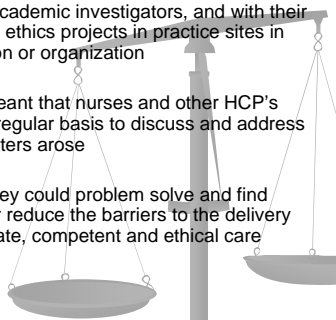 academic investigators, and with their
ethics projects in practice sites in
on or organization
eant that nurses and other HCP's
regular basis to discuss and address
ters arose
ey could problem solve and find
reduce the barriers to the delivery
ate, competent and ethical care